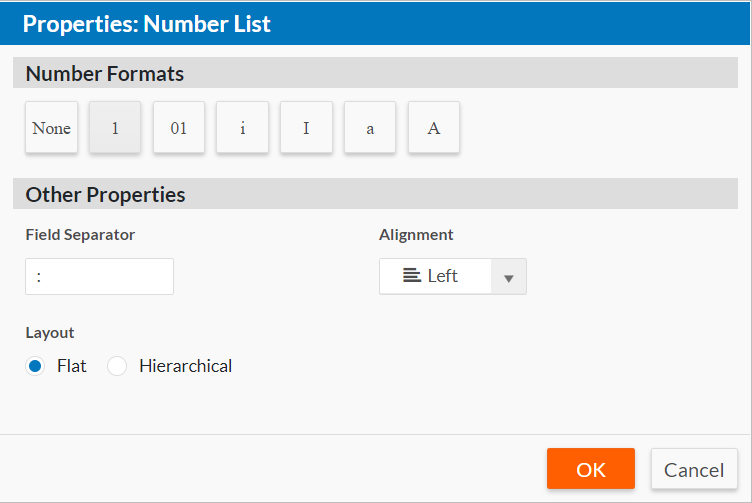 Properties: Number List
Number Formats
None 1 01 i I a A
Other Properties
Field Separator Alignment
: Left
Layout
Flat Hierarchical
OK Cancel